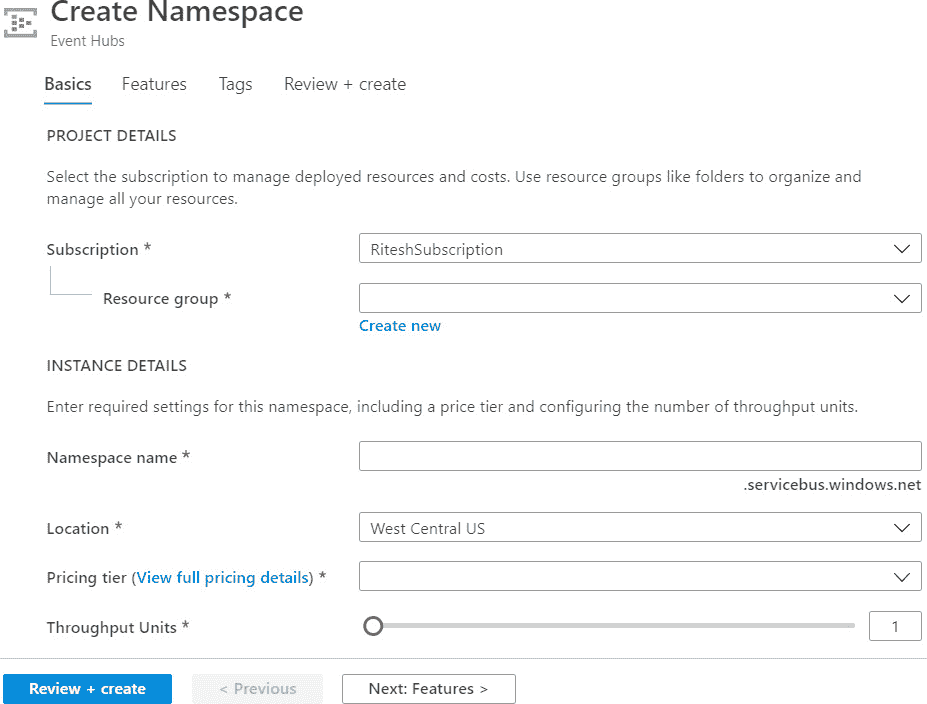 Create Namespace
Event Hubs
Basics Features Tags Review + create
PROJECT DETAILS
Select the subscription to manage deployed resources and costs. Use resource groups like folders to organize and
manage all your resources.
Subscription * RiteshSubscription
Resource group *
Create new
INSTANCE DETAILS
Enter required settings for this namespace, including a price tier and configuring the number of throughput units.
Namespace name *
.servicebus.windows.net
Location * West Central US
Pricing tier (View full pricing details) *
Throughput Units * 1
Review + create < Previous Next: Features >